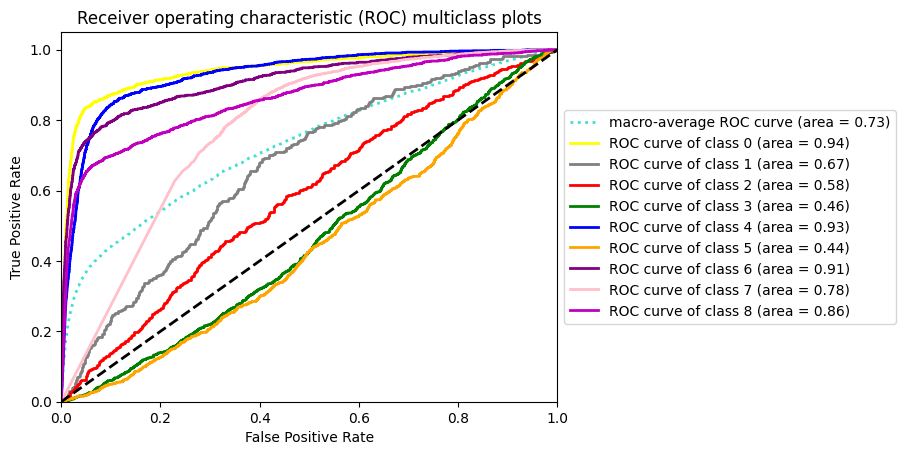 Receiver operating characteristic (ROC) multiclass plots
True Positive Rate
1.0
0.8
0.6
0.4
0.2
0.0
0.0 0.2 0.4 0.6 0.8 1.0
False Positive Rate
macro-average ROC curve (area = 0.73)
ROC curve of class 0 (area = 0.94)
ROC curve of class 1 (area = 0.67)
ROC curve of class 2 (area = 0.58)
ROC curve of class 3 (area = 0.46)
ROC curve of class 4 (area = 0.93)
ROC curve of class 5 (area = 0.44)
ROC curve of class 6 (area = 0.91)
ROC curve of class 7 (area = 0.78)
ROC curve of class 8 (area = 0.86)